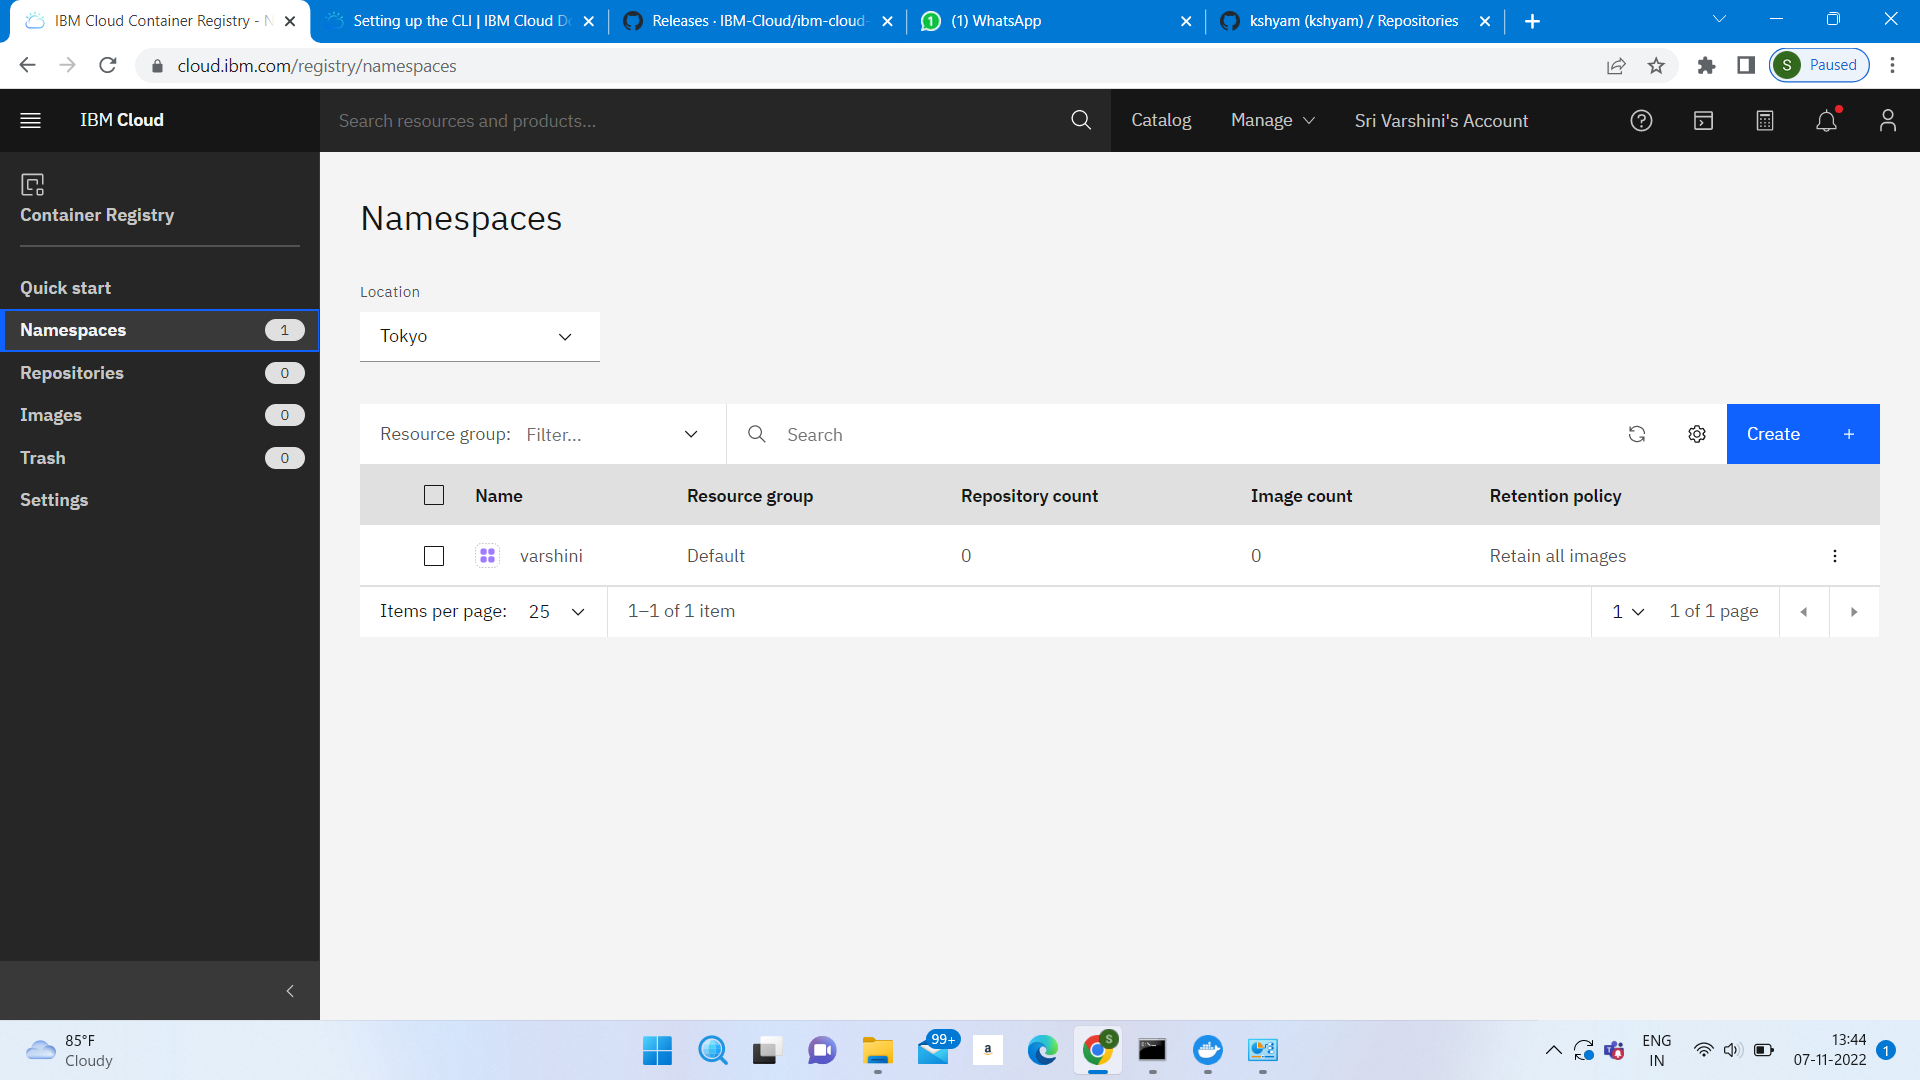 IBM Cloud Container Registry - N
Setting up the CLI | IBM Cloud Do
Releases · IBM-Cloud/ibm-cloud-
(1) WhatsApp
kshyam (kshyam) / Repositories
cloud.ibm.com/registry/namespaces
S Paused
IBM Cloud
Search resources and products...
Catalog
Manage
Sri Varshini's Account
Container Registry
Quick start
Namespaces 1
Repositories 0
Images 0
Trash 0
Settings
Namespaces
Location
Tokyo
Resource group: Filter...
Search
Create +
Name Resource group Repository count Image count Retention policy
varshini Default 0 0 Retain all images
Items per page: 25 1–1 of 1 item 1 1 of 1 page
85°F
Cloudy
99+
a
S
ENG
IN
13:44
07-11-2022
1